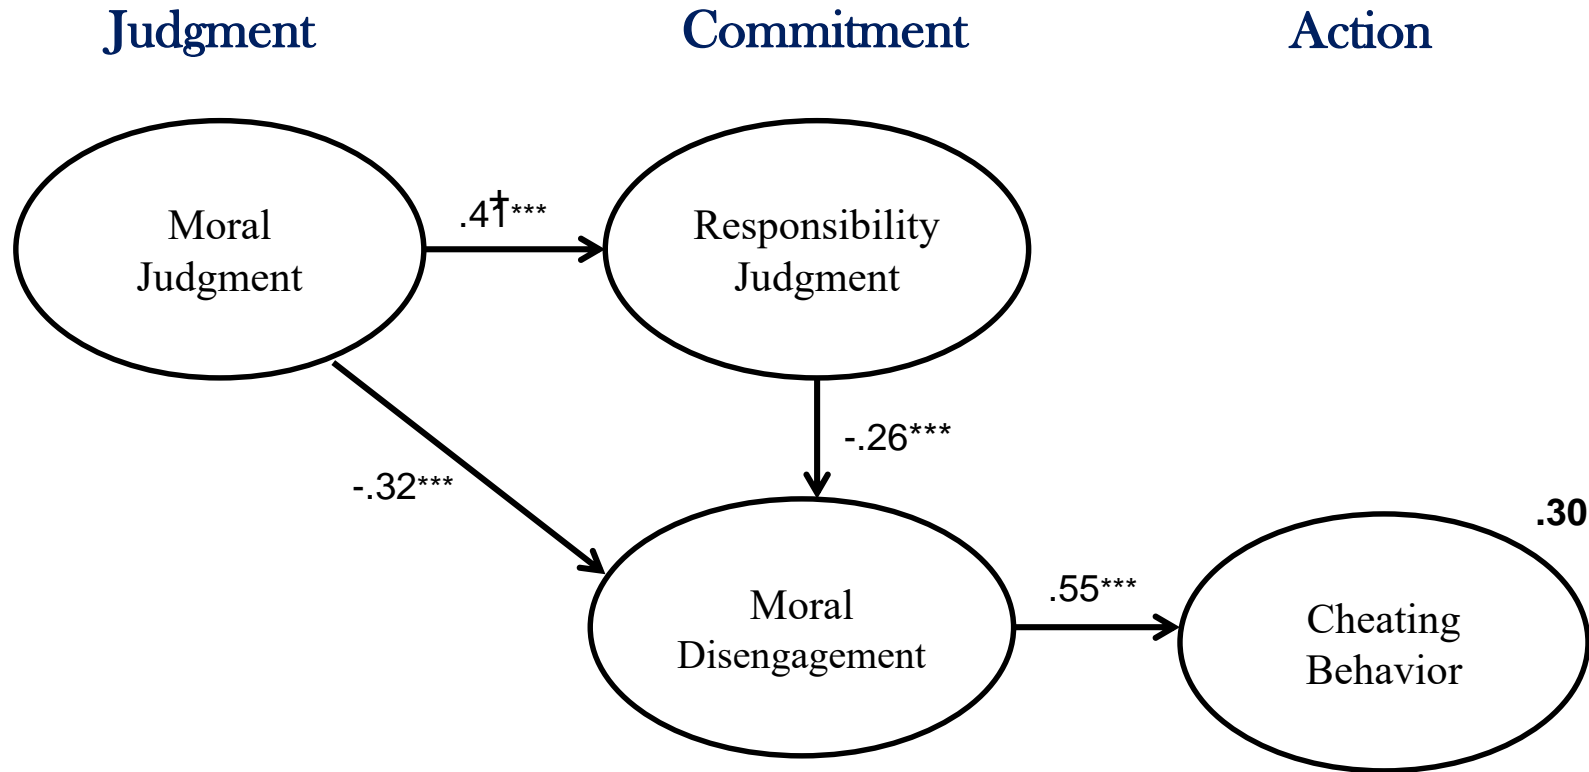 Judgment
Commitment
Action
Moral
Judgment
.41†***
Responsibility
Judgment
-.26***
-.32***
.30
Moral
Disengagement
.55***
Cheating
Behavior